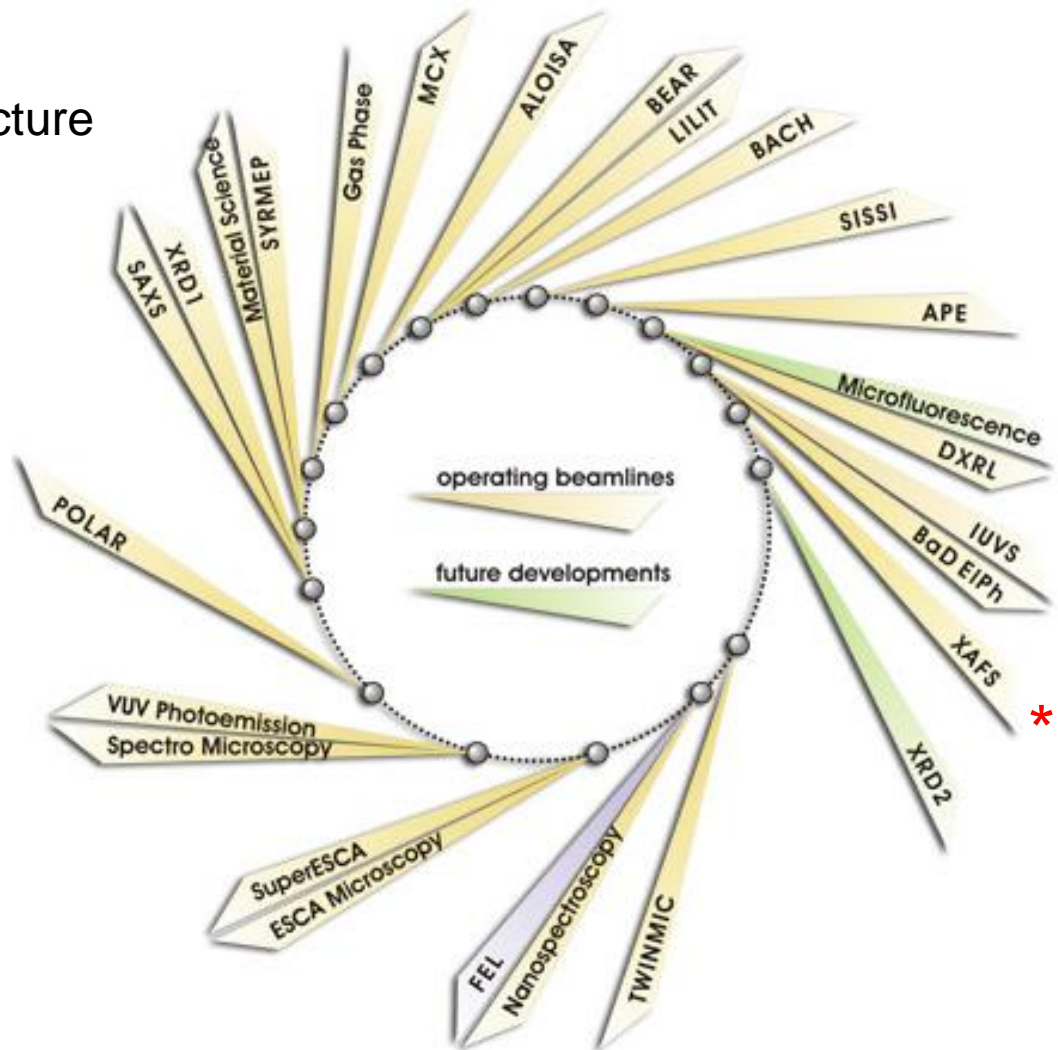 cture
Gas Phase
MCX
ALOISA
BEAR
LILIT
BACH
SISSI
APE
Microfluorescence
DXRL
IUVS
BaD ElPh
XAFS
*
XRD2
TWINMIC
Nanospectroscopy
FEL
ESCA Microscopy
SuperESCA
Spectro Microscopy
VUV Photoemission
POLAR
SAXS
XRD1
Material Science
SYRMEP
operating beamlines
future developments